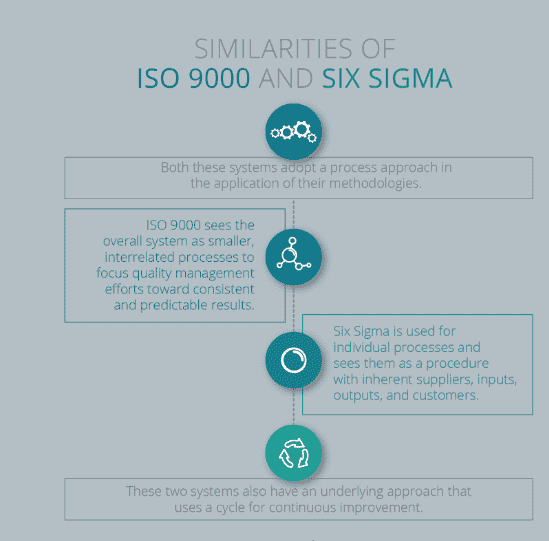 SIMILARITIES OF
ISO 9000 AND SIX SIGMA
Both these systems adopt a process approach in
the application of their methodologies.
ISO 9000 sees the
overall system as smaller,
interrelated processes to
focus quality management
efforts toward consistent
and predictable results.
Six Sigma is used for
individual processes and
sees them as a procedure
with inherent suppliers, inputs,
outputs, and customers.
These two systems also have an underlying approach that
uses a cycle for continuous improvement.